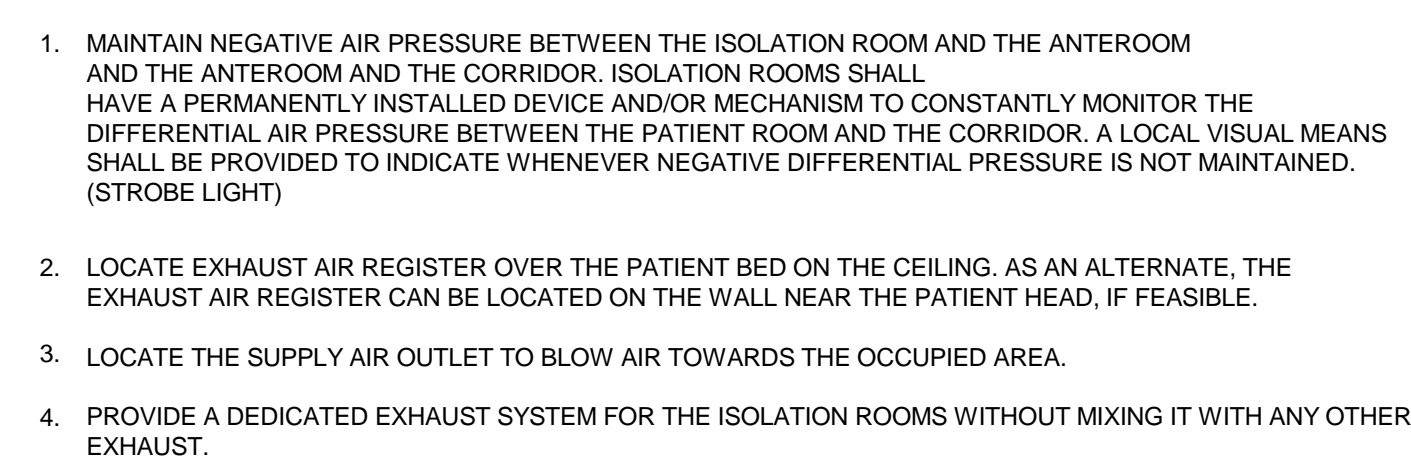 1. MAINTAIN NEGATIVE AIR PRESSURE BETWEEN THE ISOLATION ROOM AND THE ANTEROOM
AND THE ANTEROOM AND THE CORRIDOR. ISOLATION ROOMS SHALL
HAVE A PERMANENTLY INSTALLED DEVICE AND/OR MECHANISM TO CONSTANTLY MONITOR THE
DIFFERENTIAL AIR PRESSURE BETWEEN THE PATIENT ROOM AND THE CORRIDOR. A LOCAL VISUAL MEANS
SHALL BE PROVIDED TO INDICATE WHENEVER NEGATIVE DIFFERENTIAL PRESSURE IS NOT MAINTAINED.
(STROBE LIGHT)
2. LOCATE EXHAUST AIR REGISTER OVER THE PATIENT BED ON THE CEILING. AS AN ALTERNATE, THE
EXHAUST AIR REGISTER CAN BE LOCATED ON THE WALL NEAR THE PATIENT HEAD, IF FEASIBLE.
3. LOCATE THE SUPPLY AIR OUTLET TO BLOW AIR TOWARDS THE OCCUPIED AREA.
4. PROVIDE A DEDICATED EXHAUST SYSTEM FOR THE ISOLATION ROOMS WITHOUT MIXING IT WITH ANY OTHER
EXHAUST.